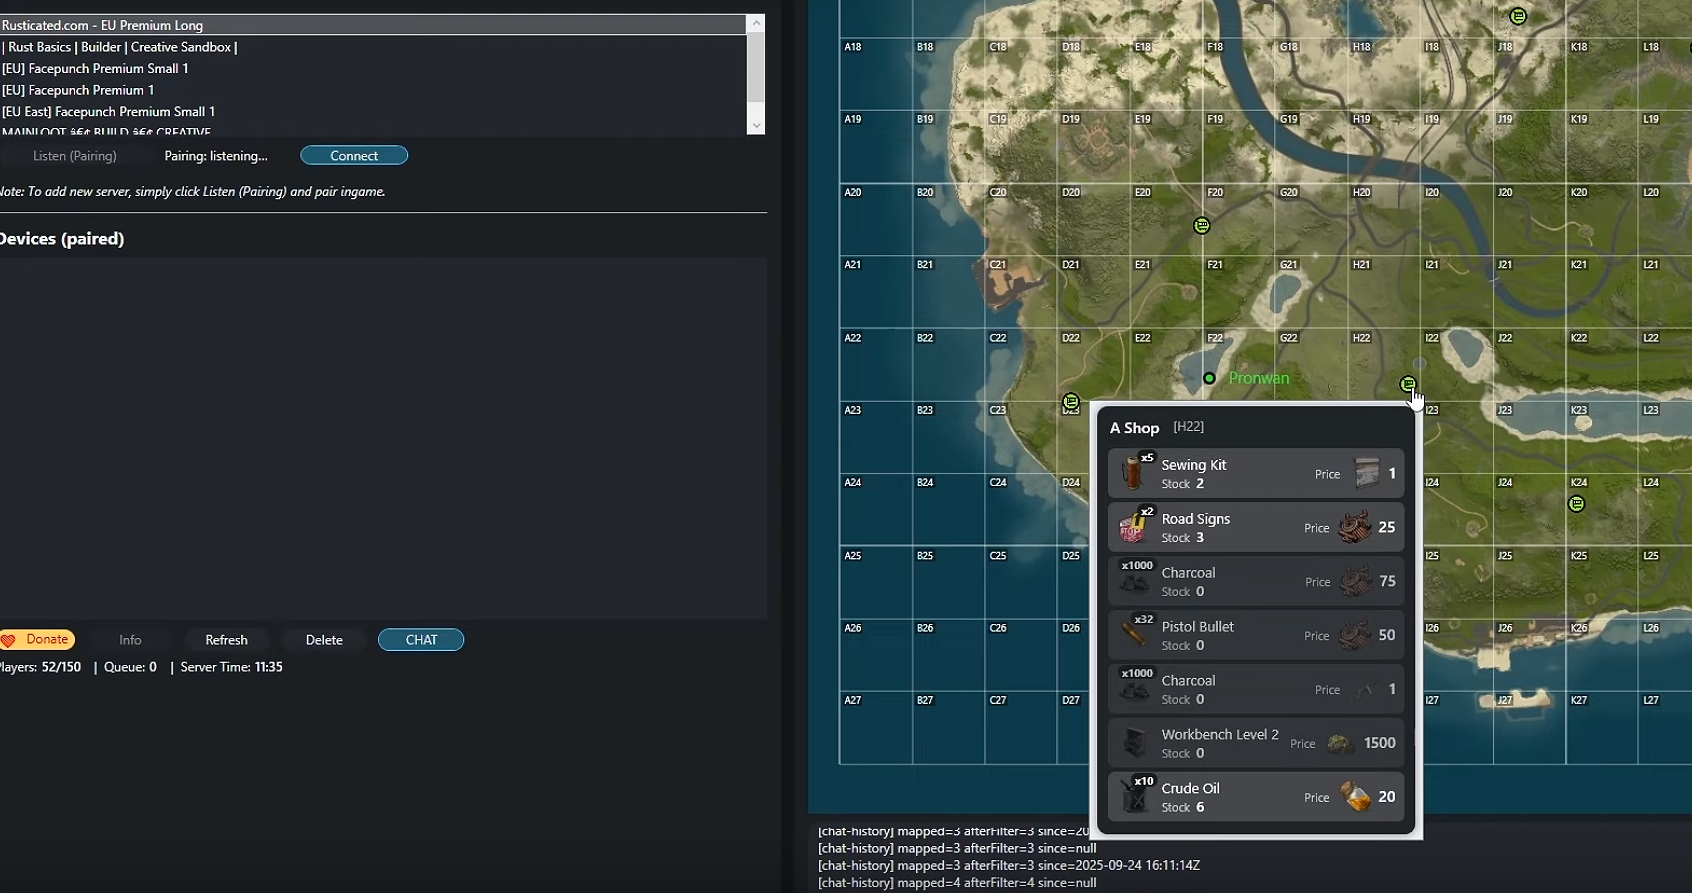 Rusticated.com - EU Premium Long
| Rust Basics | Builder | Creative Sandbox |
[EU] Facepunch Premium Small 1
[EU] Facepunch Premium 1
[EU East] Facepunch Premium Small 1
MAINLOOT â€¢ BUILD â€¢ CREATIVE
Listen (Pairing) Pairing: listening... Connect
Note: To add new server, simply click Listen (Pairing) and pair ingame.
Devices (paired)
Donate Info Refresh Delete CHAT
Players: 52/150 | Queue: 0 | Server Time: 11:35
A18 B18 C18 D18 E18 F18 G18 H18 I18 J18 K18 L18
A19 B19 C19 D19 E19 F19 G19 H19 I19 J19 K19 L19
A20 B20 C20 D20 E20 F20 G20 H20 I20 J20 K20 L20
A21 B21 C21 D21 E21 F21 G21 H21 I21 J21 K21 L21
A22 B22 C22 D22 E22 F22 G22 H22 I22 J22 K22 L22
Pronwan
A23 B23 C23 D23 I23 J23 K23 L23
A24 B24 C24 D24 I24 J24 K24 L24
A25 B25 C25 D25 I25 J25 K25 L25
A26 B26 C26 D26 I26 J26 K26 L26
A27 B27 C27 D27 I27 J27 K27 L27
A Shop [H22]
x5 Sewing Kit Price 1
Stock 2
x2 Road Signs Price 25
Stock 3
x1000 Charcoal Price 75
Stock 0
x32 Pistol Bullet Price 50
Stock 0
x1000 Charcoal Price 1
Stock 0
Workbench Level 2 Price 1500
Stock 0
x10 Crude Oil Price 20
Stock 6
[chat-history] mapped=3 afterFilter=3 since=20
[chat-history] mapped=3 afterFilter=3 since=null
[chat-history] mapped=3 afterFilter=3 since=2025-09-24 16:11:14Z
[chat-history] mapped=4 afterFilter=4 since=null